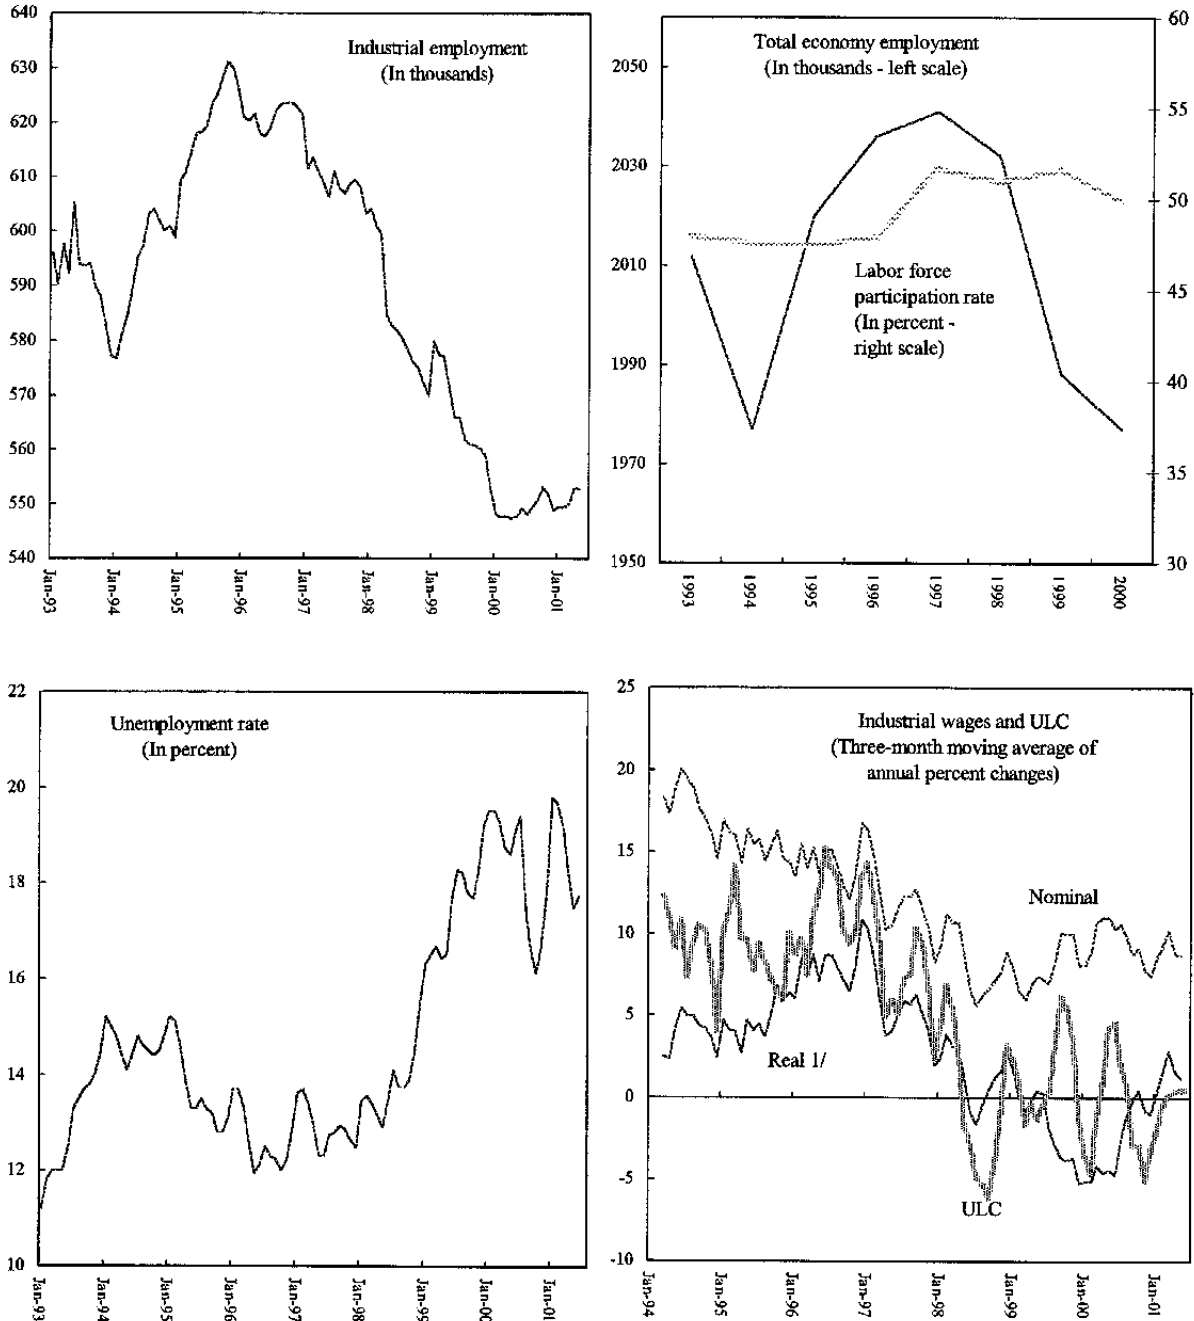 640
630
620
610
600
590
580
570
560
550
540
Industrial employment
(In thousands)
Jan-93
Jan-94
Jan-95
Jan-96
Jan-97
Jan-98
Jan-99
Jan-00
Jan-01
2050
2030
2010
1990
1970
1950
Total economy employment
(In thousands - left scale)
Labor force
participation rate
(In percent -
right scale)
60
55
50
45
40
35
30
1993
1994
1995
1996
1997
1998
1999
2000
22
20
18
16
14
12
10
Unemployment rate
(In percent)
Jan-93
Jan-94
Jan-95
Jan-96
Jan-97
Jan-98
Jan-99
Jan-00
Jan-01
25
20
15
10
5
0
-5
-10
Industrial wages and ULC
(Three-month moving average of
annual percent changes)
Nominal
Real 1/
ULC
Jan-94
Jan-95
Jan-96
Jan-97
Jan-98
Jan-99
Jan-00
Jan-01